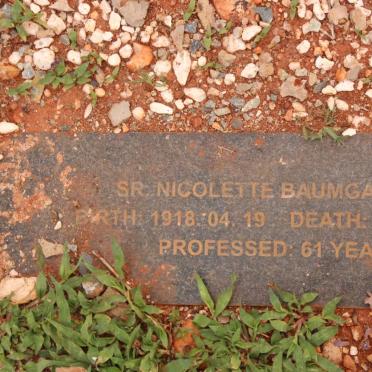 SR. NICOLETTE BAUMGA
BIRTH: 1918.04.19 DEATH:
PROFESSED: 61 YEA